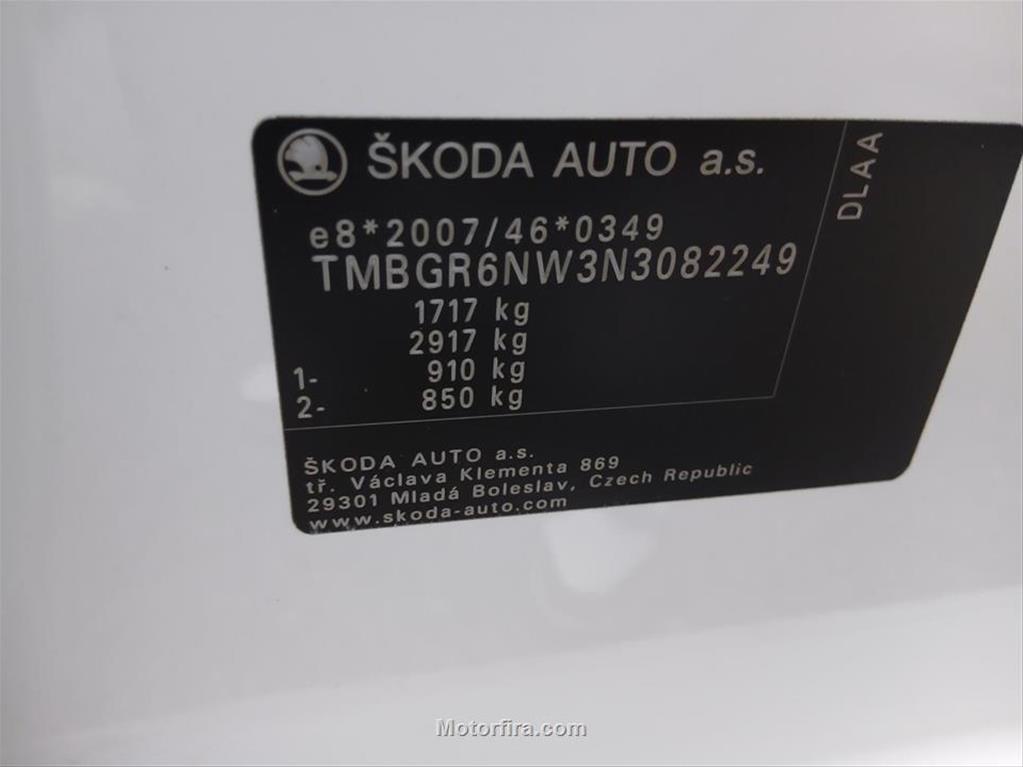 ŠKODA AUTO a.s.
DLAA
e8*2007/46*0349
TMBGR6NW3N3082249
1717 kg
2917 kg
1- 910 kg
2- 850 kg
ŠKODA AUTO a.s.
tř. Václava Klementa 869
29301 Mladá Boleslav, Czech Republic
www.skoda-auto.com
Motorfira.com